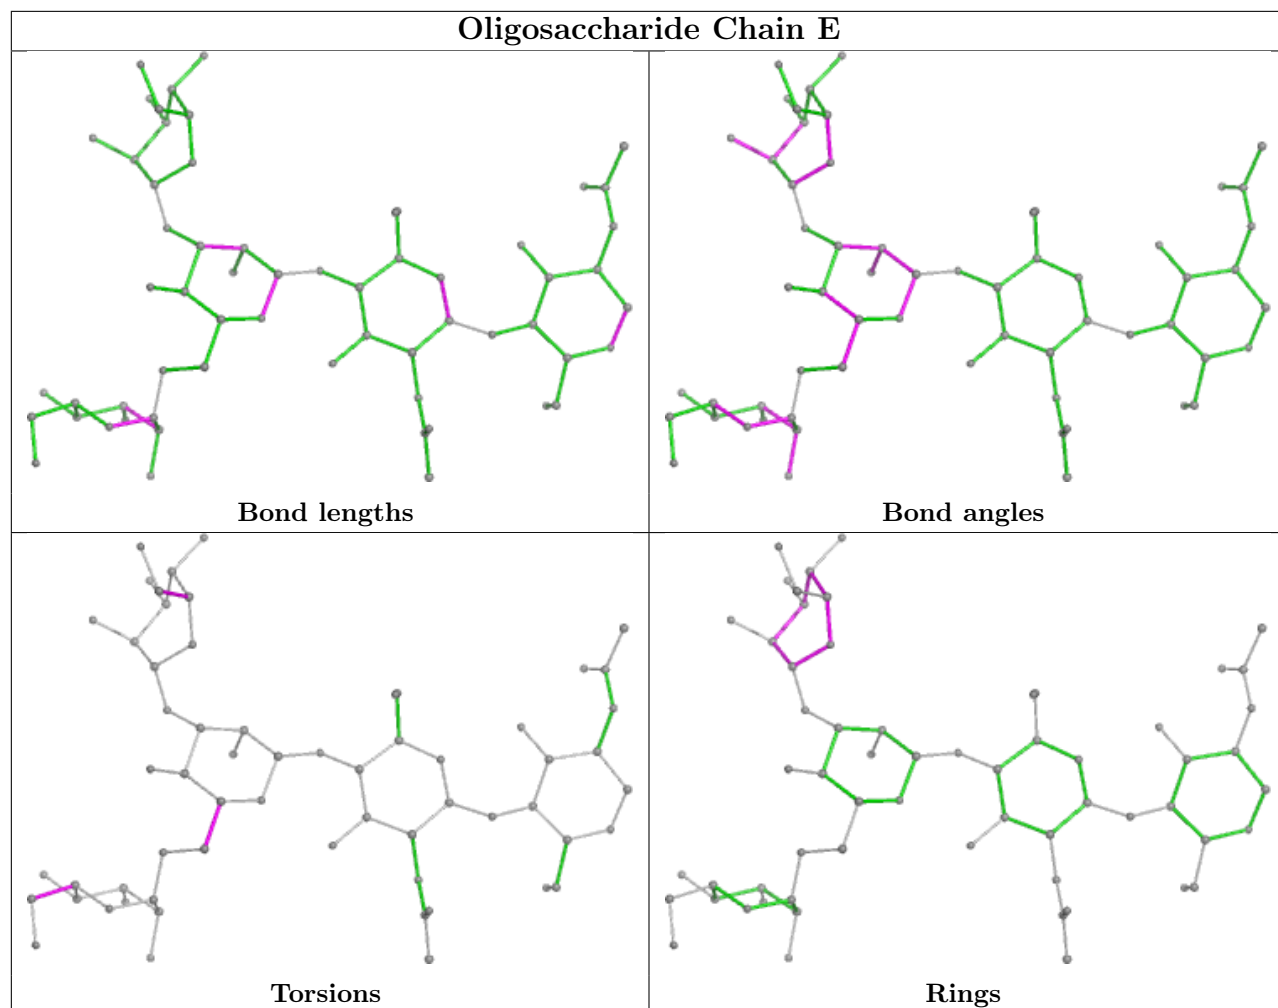 Oligosaccharide Chain E
Bond lengths
Bond angles
Torsions
Rings